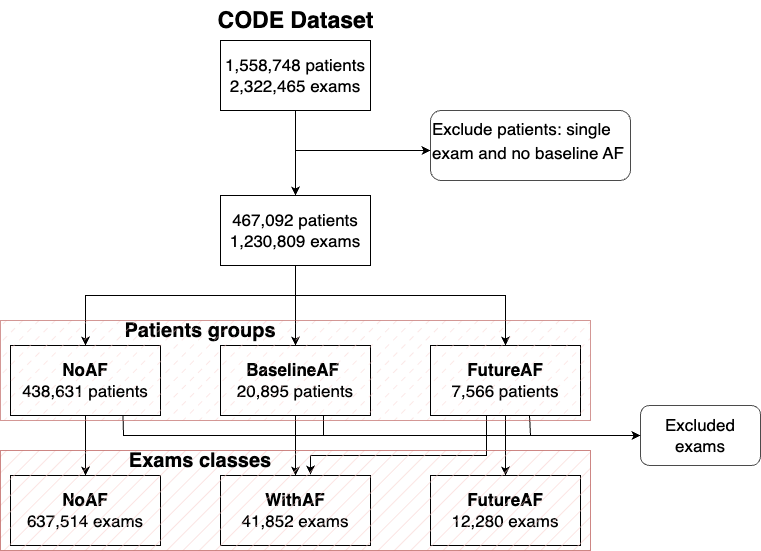 CODE Dataset
1,558,748 patients
2,322,465 exams
Exclude patients: single
exam and no baseline AF
467,092 patients
1,230,809 exams
Patients groups
NoAF
438,631 patients
BaselineAF
20,895 patients
FutureAF
7,566 patients
Excluded
exams
Exams classes
NoAF
637,514 exams
WithAF
41,852 exams
FutureAF
12,280 exams